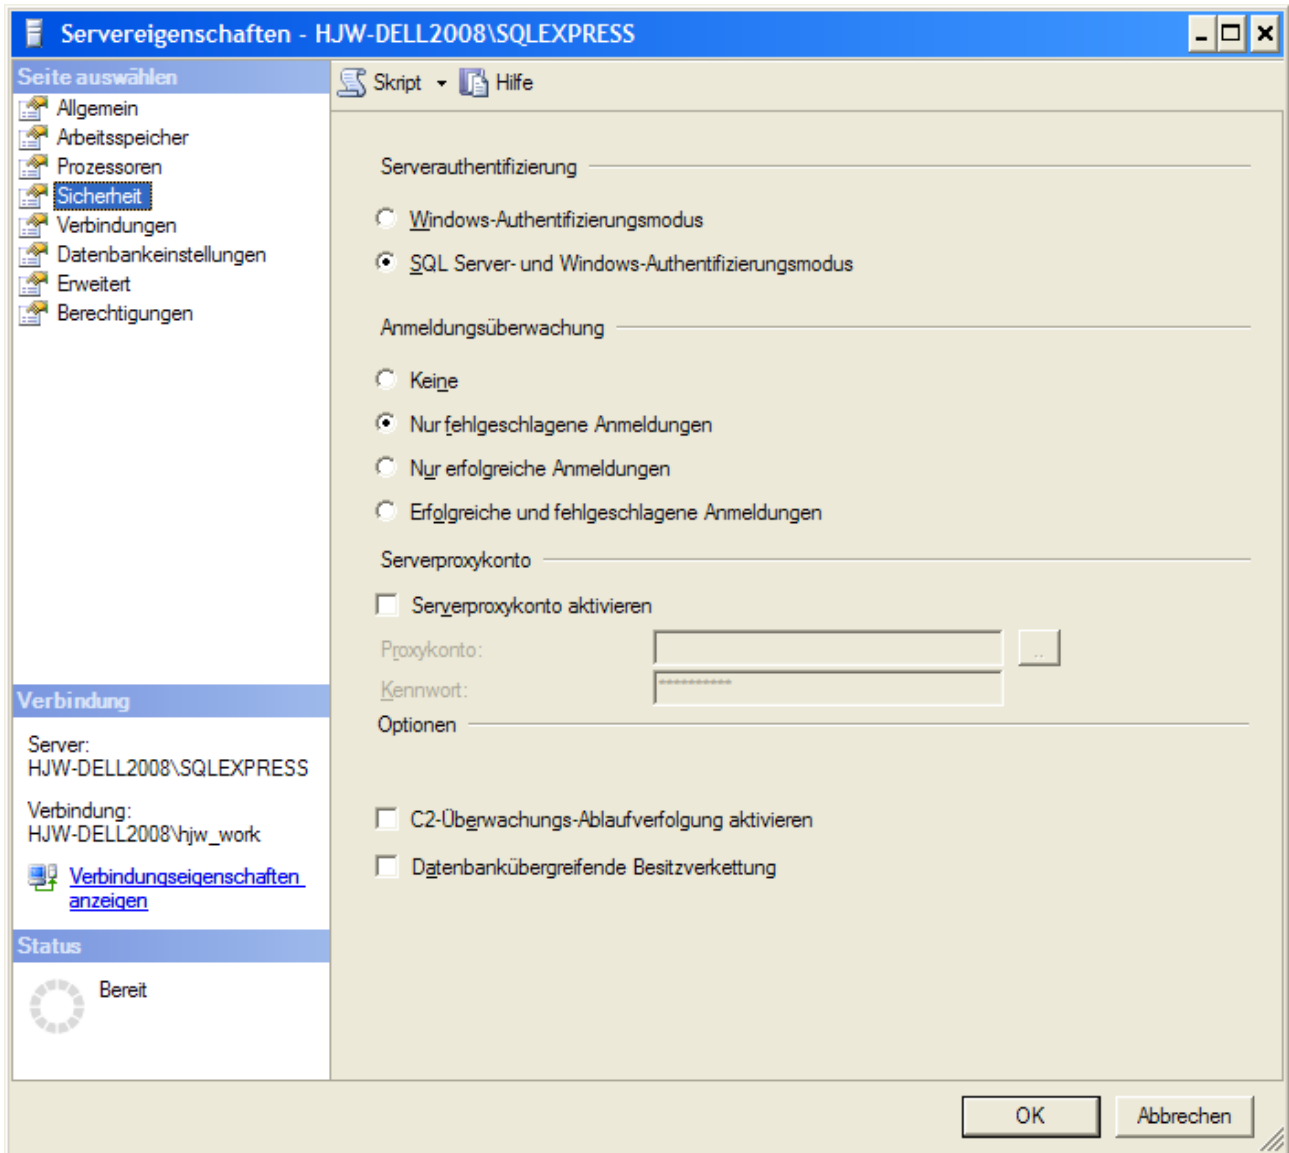 Servereigenschaften - HJW-DELL2008\SQLEXPRESS
Seite auswählen
Allgemein
Arbeitsspeicher
Prozessoren
Sicherheit
Verbindungen
Datenbankeinstellungen
Erweitert
Berechtigungen
Skript
Hilfe
Serverauthentifizierung
Windows-Authentifizierungsmodus
SQL Server- und Windows-Authentifizierungsmodus
Anmeldungsüberwachung
Keine
Nur fehlgeschlagene Anmeldungen
Nur erfolgreiche Anmeldungen
Erfolgreiche und fehlgeschlagene Anmeldungen
Serverproxykonto
Serverproxykonto aktivieren
Proxykonto:
..
Kennwort:
**********
Optionen
C2-Überwachungs-Ablaufverfolgung aktivieren
Datenbankübergreifende Besitzverkettung
Verbindung
Server:
HJW-DELL2008\SQLEXPRESS
Verbindung:
HJW-DELL2008\hjw_work
Verbindungseigenschaften
anzeigen
Status
Bereit
OK
Abbrechen